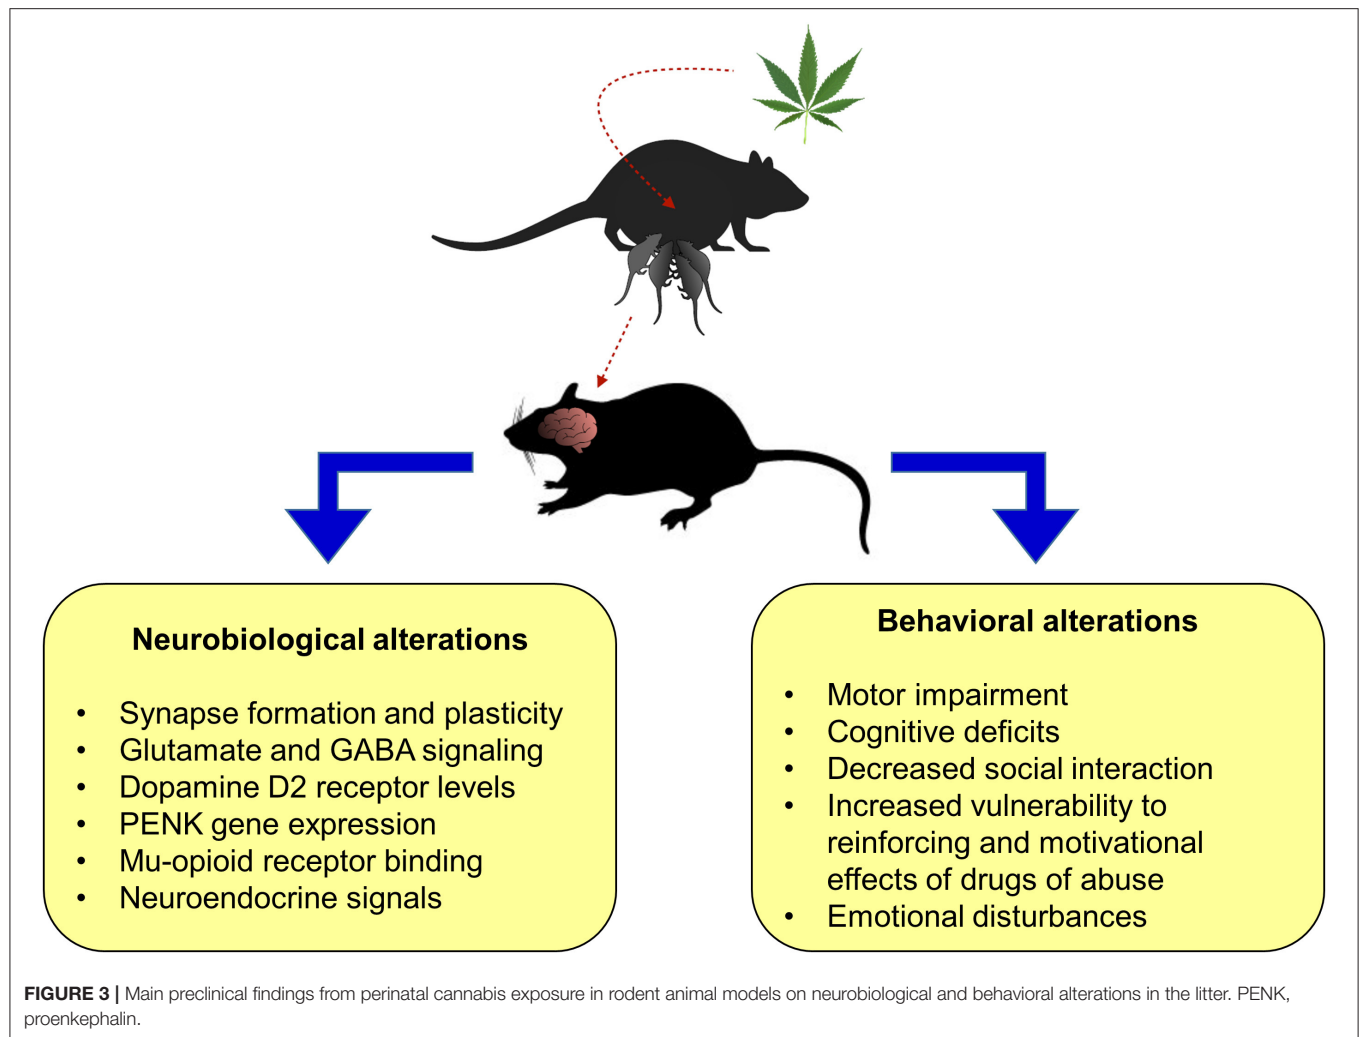 Neurobiological alterations
• Synapse formation and plasticity
• Glutamate and GABA signaling
• Dopamine D2 receptor levels
• PENK gene expression
• Mu-opioid receptor binding
• Neuroendocrine signals
Behavioral alterations
• Motor impairment
• Cognitive deficits
• Decreased social interaction
• Increased vulnerability to
reinforcing and motivational
effects of drugs of abuse
• Emotional disturbances
FIGURE 3 | Main preclinical findings from perinatal cannabis exposure in rodent animal models on neurobiological and behavioral alterations in the litter. PENK,
proenkephalin.